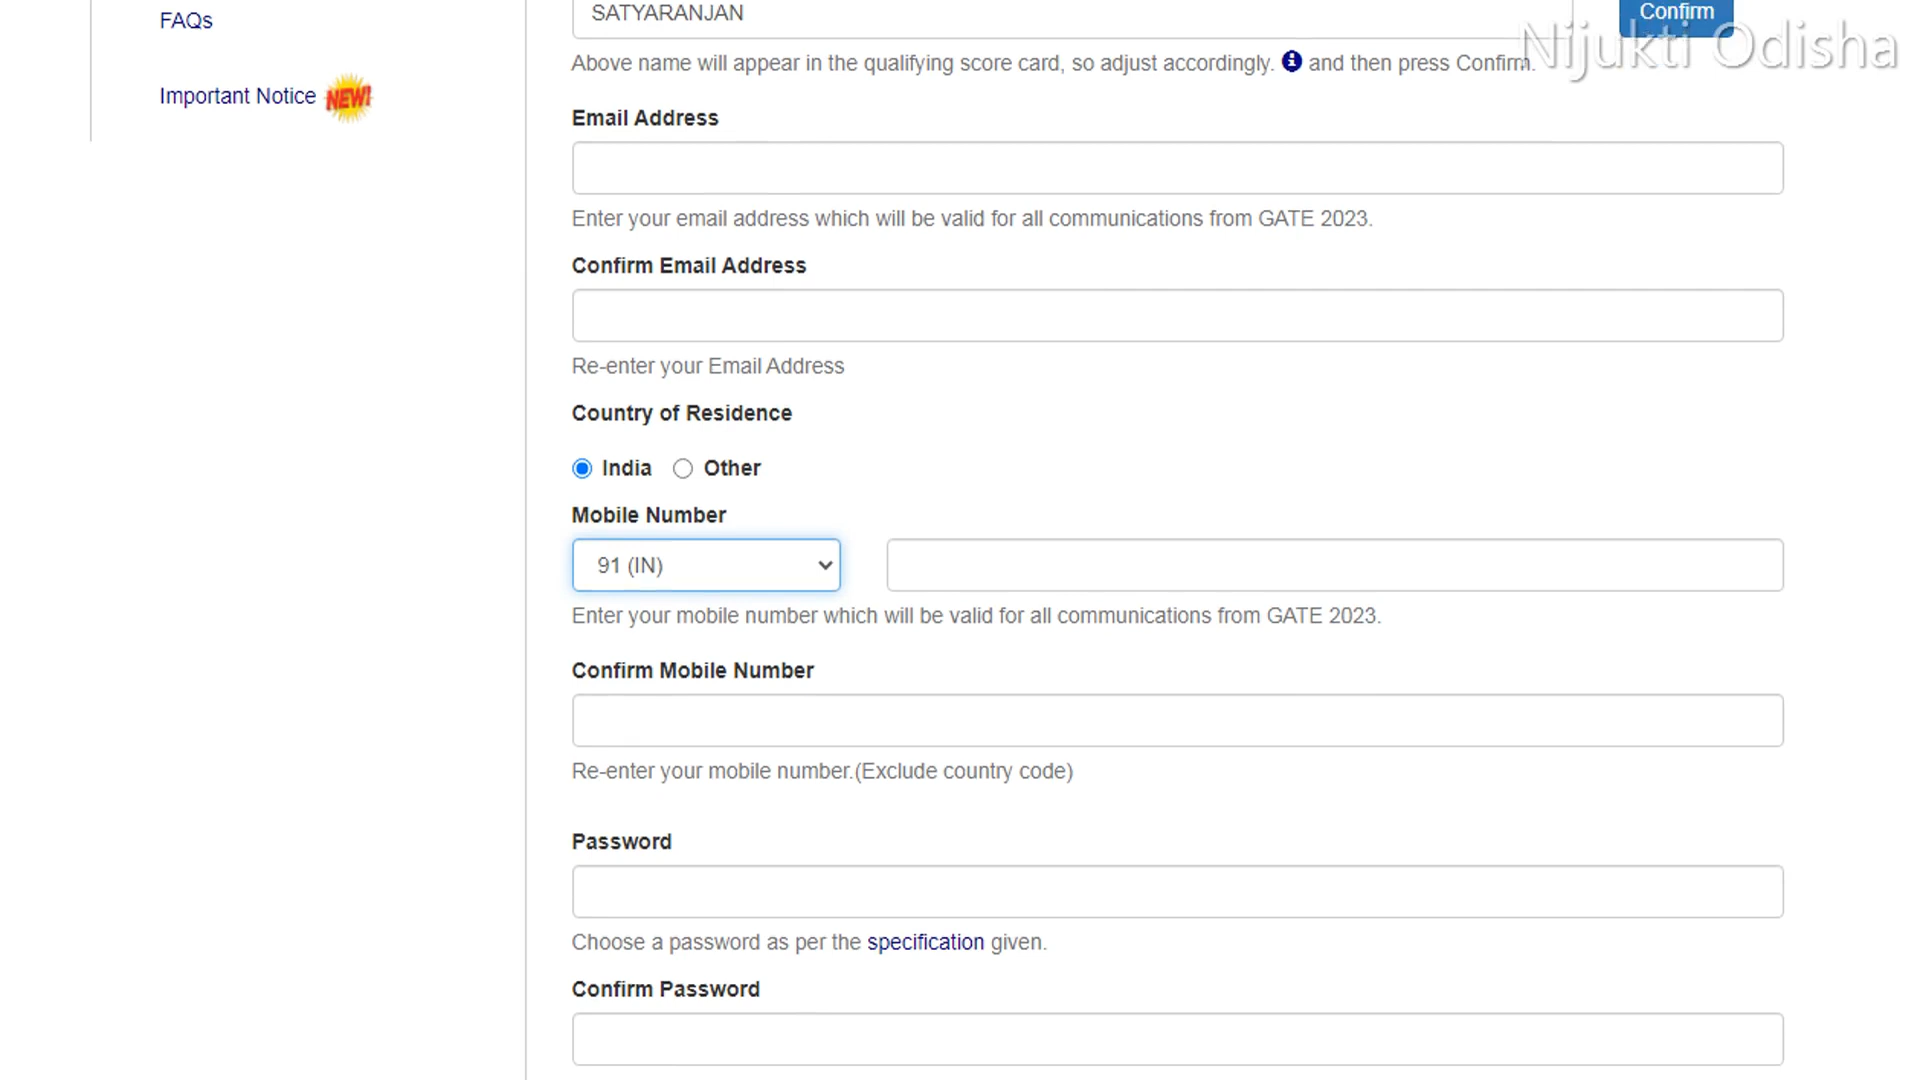 FAQs
Important Notice NEW!
SATYARANJAN
Confirm
Nijukti Odisha
Above name will appear in the qualifying score card, so adjust accordingly. i and then press Confirm.
Email Address
Enter your email address which will be valid for all communications from GATE 2023.
Confirm Email Address
Re-enter your Email Address
Country of Residence
India Other
Mobile Number
91 (IN)
Enter your mobile number which will be valid for all communications from GATE 2023.
Confirm Mobile Number
Re-enter your mobile number.(Exclude country code)
Password
Choose a password as per the specification given.
Confirm Password